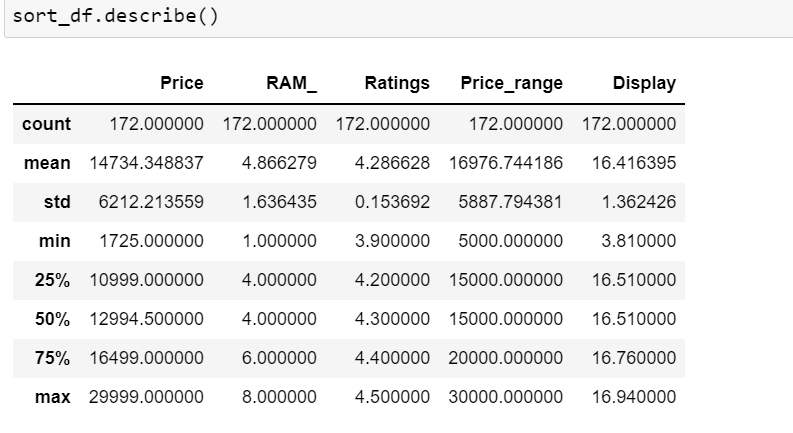 sort_df.describe()
Price RAM_ Ratings Price_range Display
count 172.000000 172.000000 172.000000 172.000000 172.000000
mean 14734.348837 4.866279 4.286628 16976.744186 16.416395
std 6212.213559 1.636435 0.153692 5887.794381 1.362426
min 1725.000000 1.000000 3.900000 5000.000000 3.810000
25% 10999.000000 4.000000 4.200000 15000.000000 16.510000
50% 12994.500000 4.000000 4.300000 15000.000000 16.510000
75% 16499.000000 6.000000 4.400000 20000.000000 16.760000
max 29999.000000 8.000000 4.500000 30000.000000 16.940000